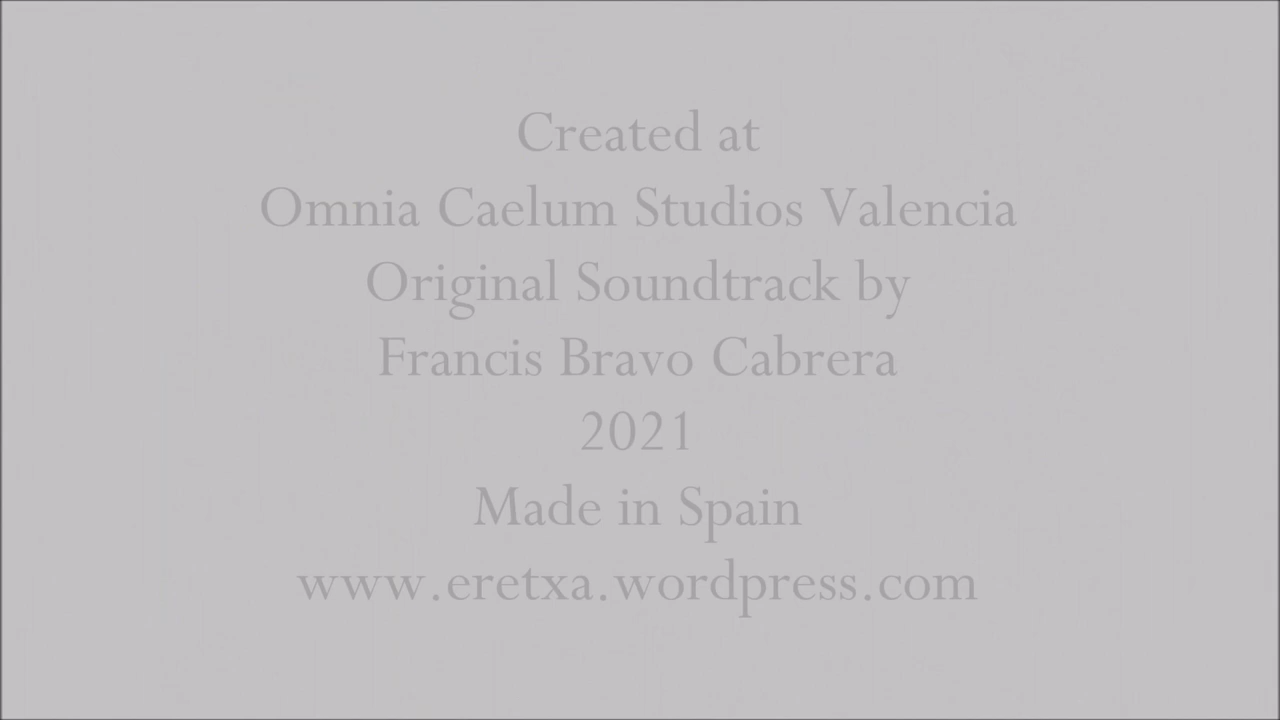 Created at
Omnia Caelum Studios Valencia
Original Soundtrack by
Francis Bravo Cabrera
2021
Made in Spain
www.eretxa.wordpress.com